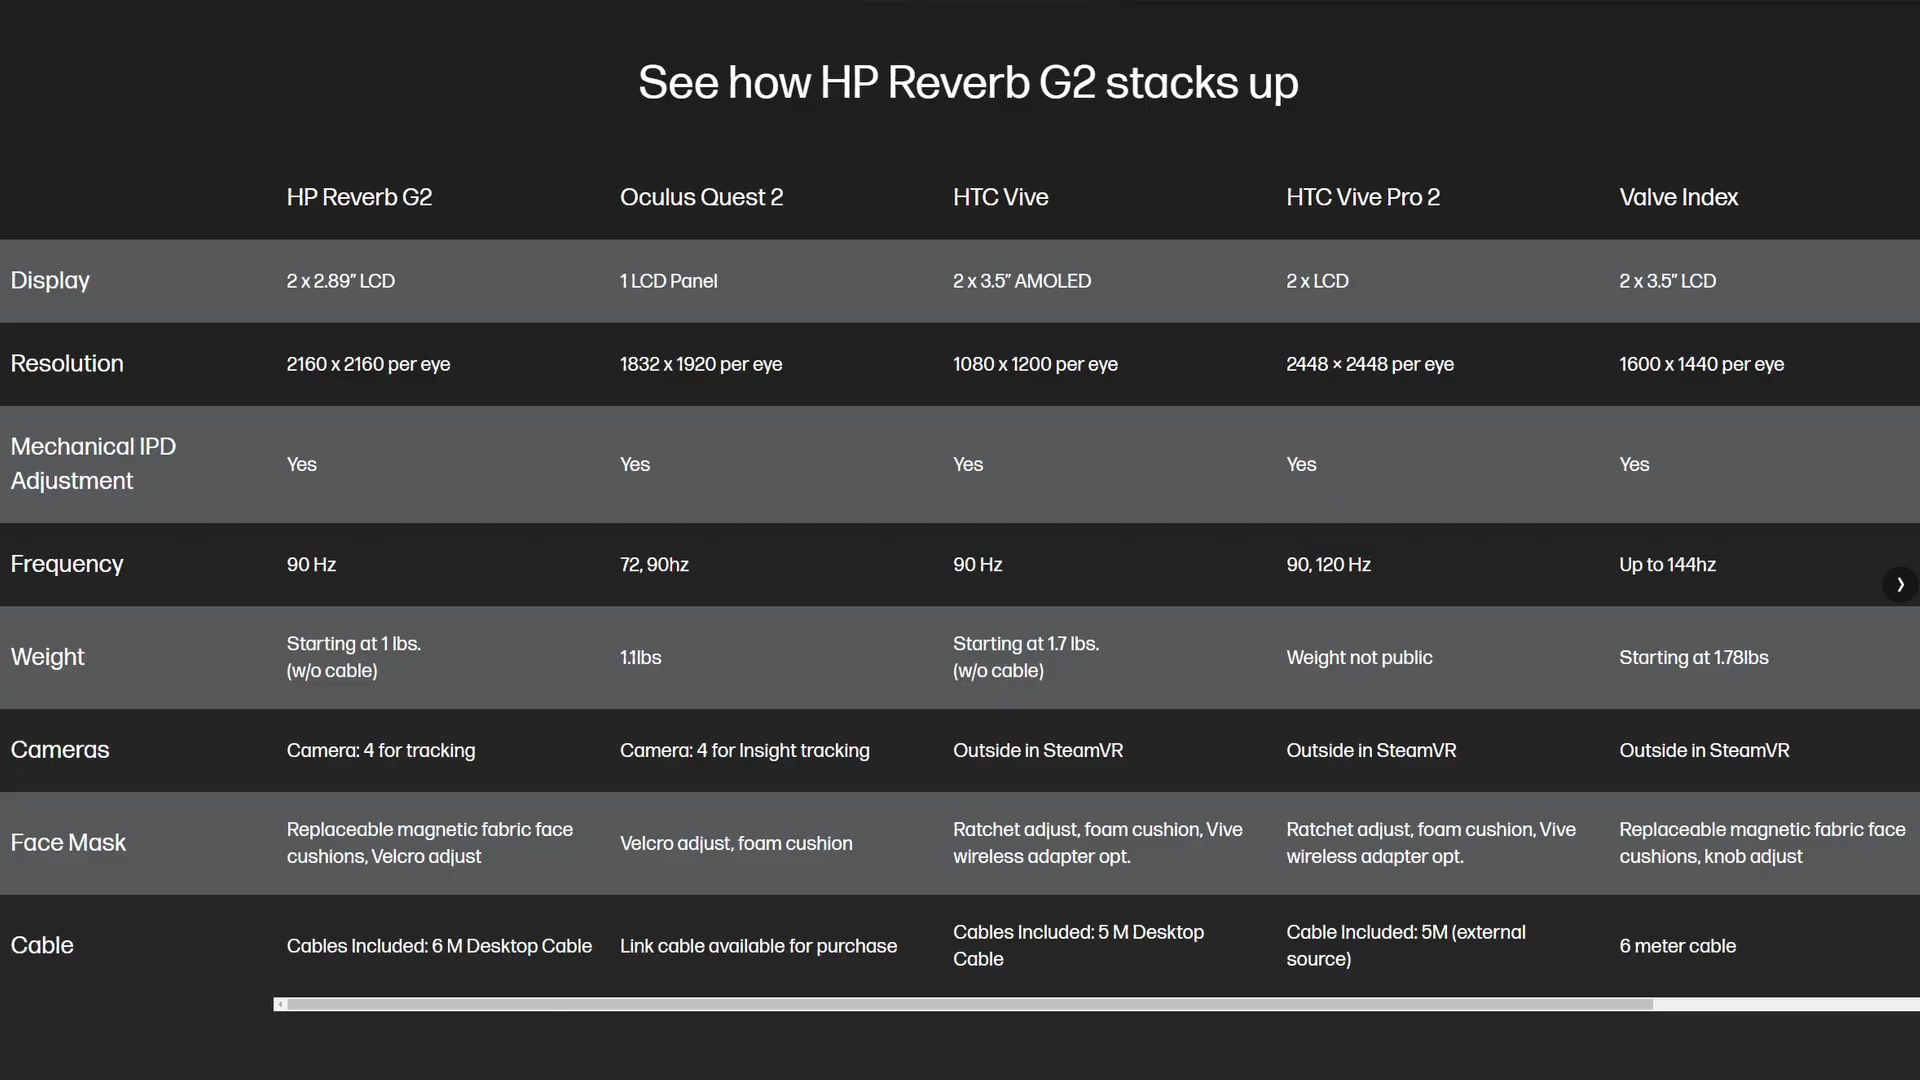 See how HP Reverb G2 stacks up
HP Reverb G2 Oculus Quest 2 HTC Vive HTC Vive Pro 2 Valve Index
Display 2 x 2.89” LCD 1 LCD Panel 2 x 3.5” AMOLED 2 x LCD 2 x 3.5” LCD
Resolution 2160 x 2160 per eye 1832 x 1920 per eye 1080 x 1200 per eye 2448 × 2448 per eye 1600 x 1440 per eye
Mechanical IPD
Adjustment
Yes Yes Yes Yes Yes
Frequency 90 Hz 72, 90hz 90 Hz 90, 120 Hz Up to 144hz
Weight
Starting at 1 lbs.
(w/o cable)
1.1lbs
Starting at 1.7 lbs.
(w/o cable)
Weight not public
Starting at 1.78lbs
Cameras Camera: 4 for tracking Camera: 4 for Insight tracking Outside in SteamVR Outside in SteamVR Outside in SteamVR
Face Mask
Replaceable magnetic fabric face
cushions, Velcro adjust
Velcro adjust, foam cushion
Ratchet adjust, foam cushion, Vive
wireless adapter opt.
Ratchet adjust, foam cushion, Vive
wireless adapter opt.
Replaceable magnetic fabric face
cushions, knob adjust
Cable
Cables Included: 6 M Desktop Cable
Link cable available for purchase
Cables Included: 5 M Desktop
Cable
Cable Included: 5M (external
source)
6 meter cable